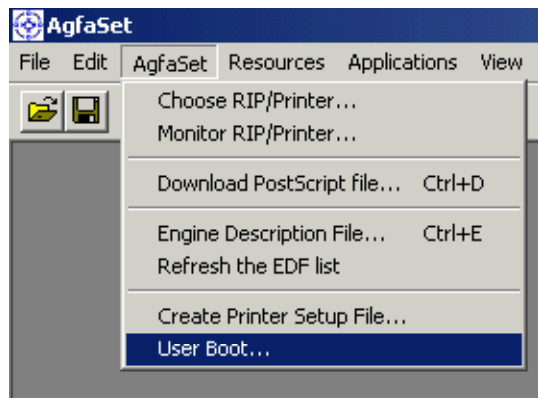 AgfaSet
File Edit AgfaSet Resources Applications View
Choose RIP/Printer...
Monitor RIP/Printer...
Download PostScript file... Ctrl+D
Engine Description File... Ctrl+E
Refresh the EDF list
Create Printer Setup File...
User Boot...